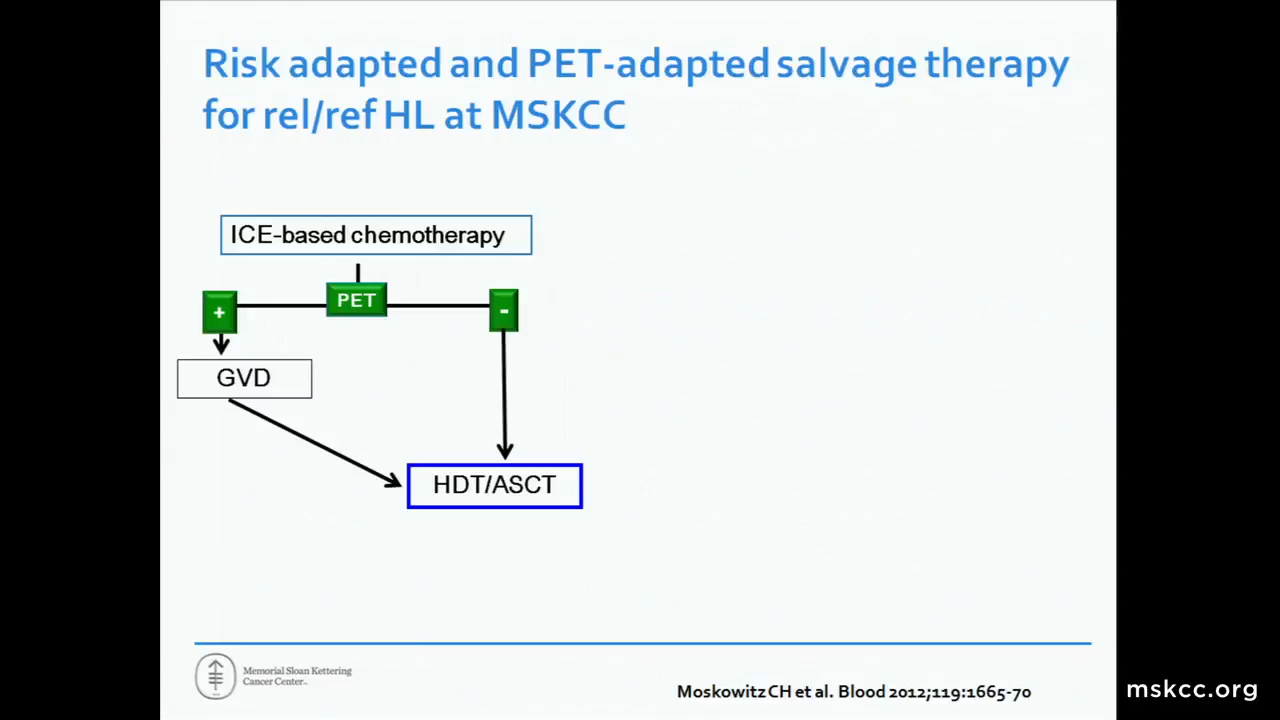 Risk adapted and PET-adapted salvage therapy
for rel/ref HL at MSKCC
ICE-based chemotherapy
PET
+
-
GVD
HDT/ASCT
Memorial Sloan Kettering
Cancer Center
Moskowitz CH et al. Blood 2012;119:1665-70
mskcc.org